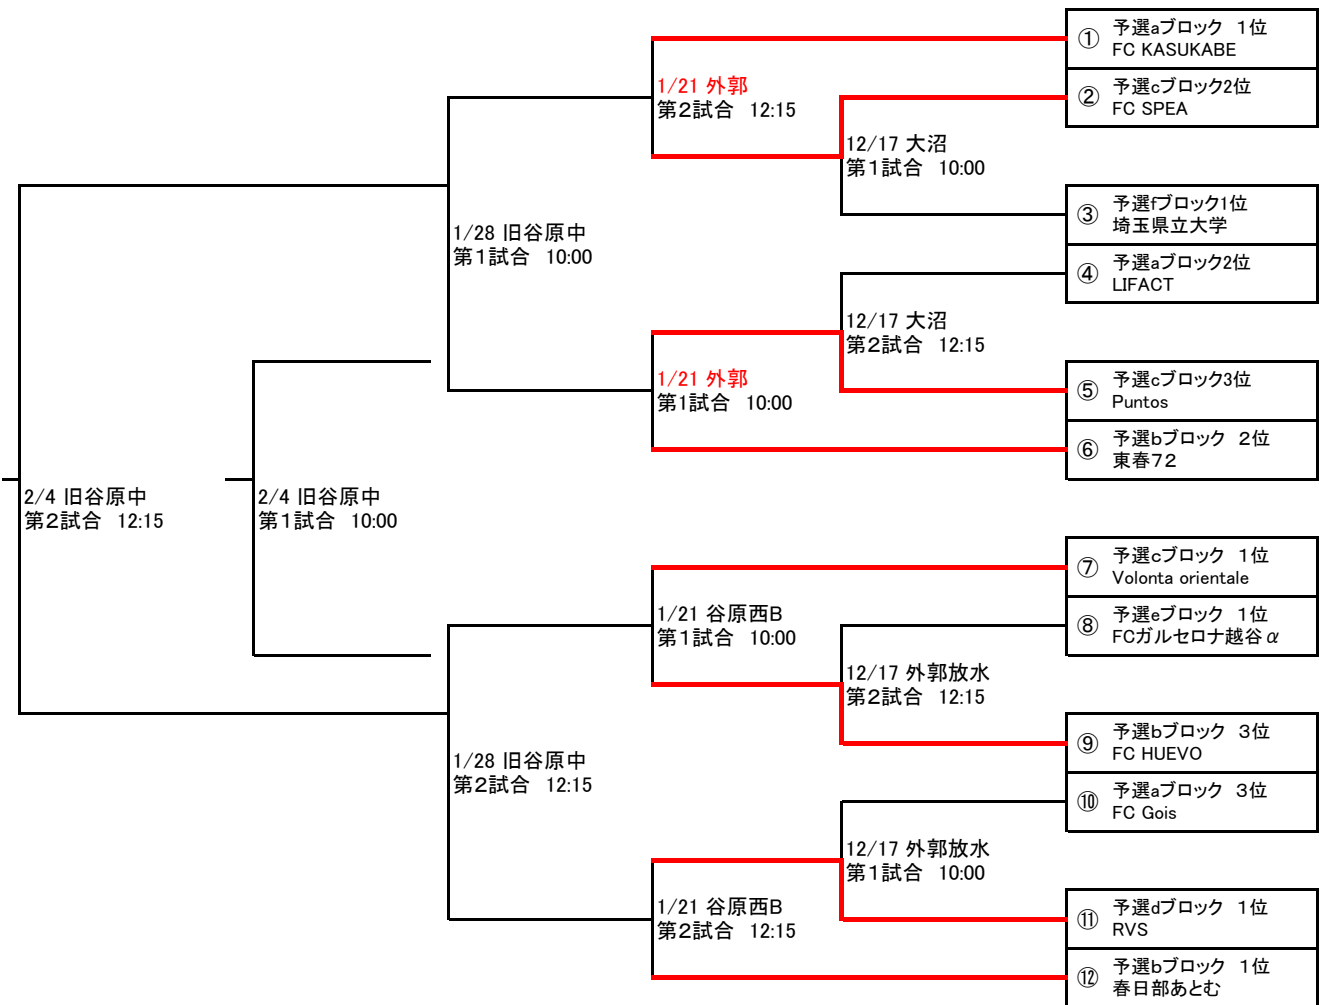 ① 予選aブロック　1位
FC KASUKABE
② 予選cブロック2位
FC SPEA
1/21 外郭
第2試合　12:15
12/17 大沼
第1試合　10:00
③ 予選fブロック1位
埼玉県立大学
1/28 旧谷原中
第1試合　10:00
④ 予選aブロック2位
LIFACT
12/17 大沼
第2試合　12:15
1/21 外郭
第1試合　10:00
⑤ 予選cブロック3位
Puntos
⑥ 予選bブロック　2位
東春72
2/4 旧谷原中
第2試合　12:15
2/4 旧谷原中
第1試合　10:00
⑦ 予選cブロック　1位
Volonta orientale
1/21 谷原西B
第1試合　10:00
⑧ 予選eブロック　1位
FCガルセロナ越谷α
12/17 外郭放水
第2試合　12:15
⑨ 予選bブロック　3位
FC HUEVO
1/28 旧谷原中
第2試合　12:15
⑩ 予選aブロック　3位
FC Gois
12/17 外郭放水
第1試合　10:00
1/21 谷原西B
第2試合　12:15
⑪ 予選dブロック　1位
RVS
⑫ 予選bブロック　1位
春日部あとむ